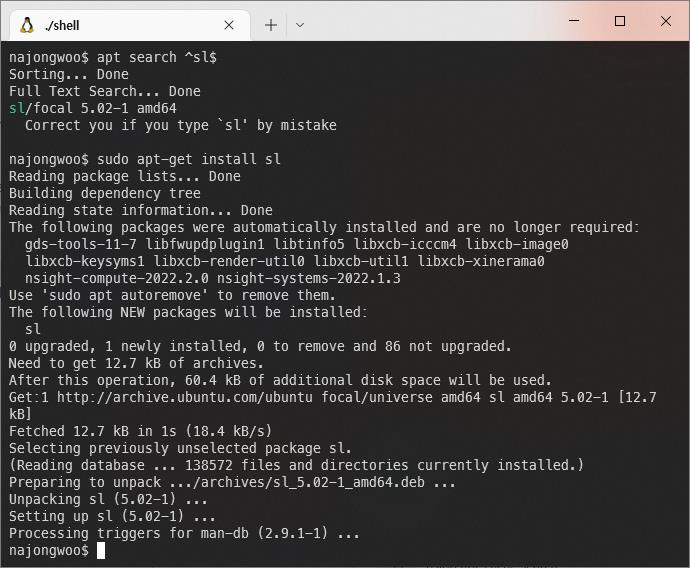 ./shell
najongwoo$ apt search ^sl$
Sorting... Done
Full Text Search... Done
sl/focal 5.02-1 amd64
  Correct you if you type `sl' by mistake

najongwoo$ sudo apt-get install sl
Reading package lists... Done
Building dependency tree
Reading state information... Done
The following packages were automatically installed and are no longer required:
  gds-tools-11-7 libfwupdplugin1 libtinfo5 libxcb-icccm4 libxcb-image0
  libxcb-keysyms1 libxcb-render-util0 libxcb-util1 libxcb-xinerama0
  nsight-compute-2022.2.0 nsight-systems-2022.1.3
Use 'sudo apt autoremove' to remove them.
The following NEW packages will be installed:
  sl
0 upgraded, 1 newly installed, 0 to remove and 86 not upgraded.
Need to get 12.7 kB of archives.
After this operation, 60.4 kB of additional disk space will be used.
Get:1 http://archive.ubuntu.com/ubuntu focal/universe amd64 sl amd64 5.02-1 [12.7
kB]
Fetched 12.7 kB in 1s (18.4 kB/s)
Selecting previously unselected package sl.
(Reading database ... 138572 files and directories currently installed.)
Preparing to unpack .../archives/sl_5.02-1_amd64.deb ...
Unpacking sl (5.02-1) ...
Setting up sl (5.02-1) ...
Processing triggers for man-db (2.9.1-1) ...
najongwoo$